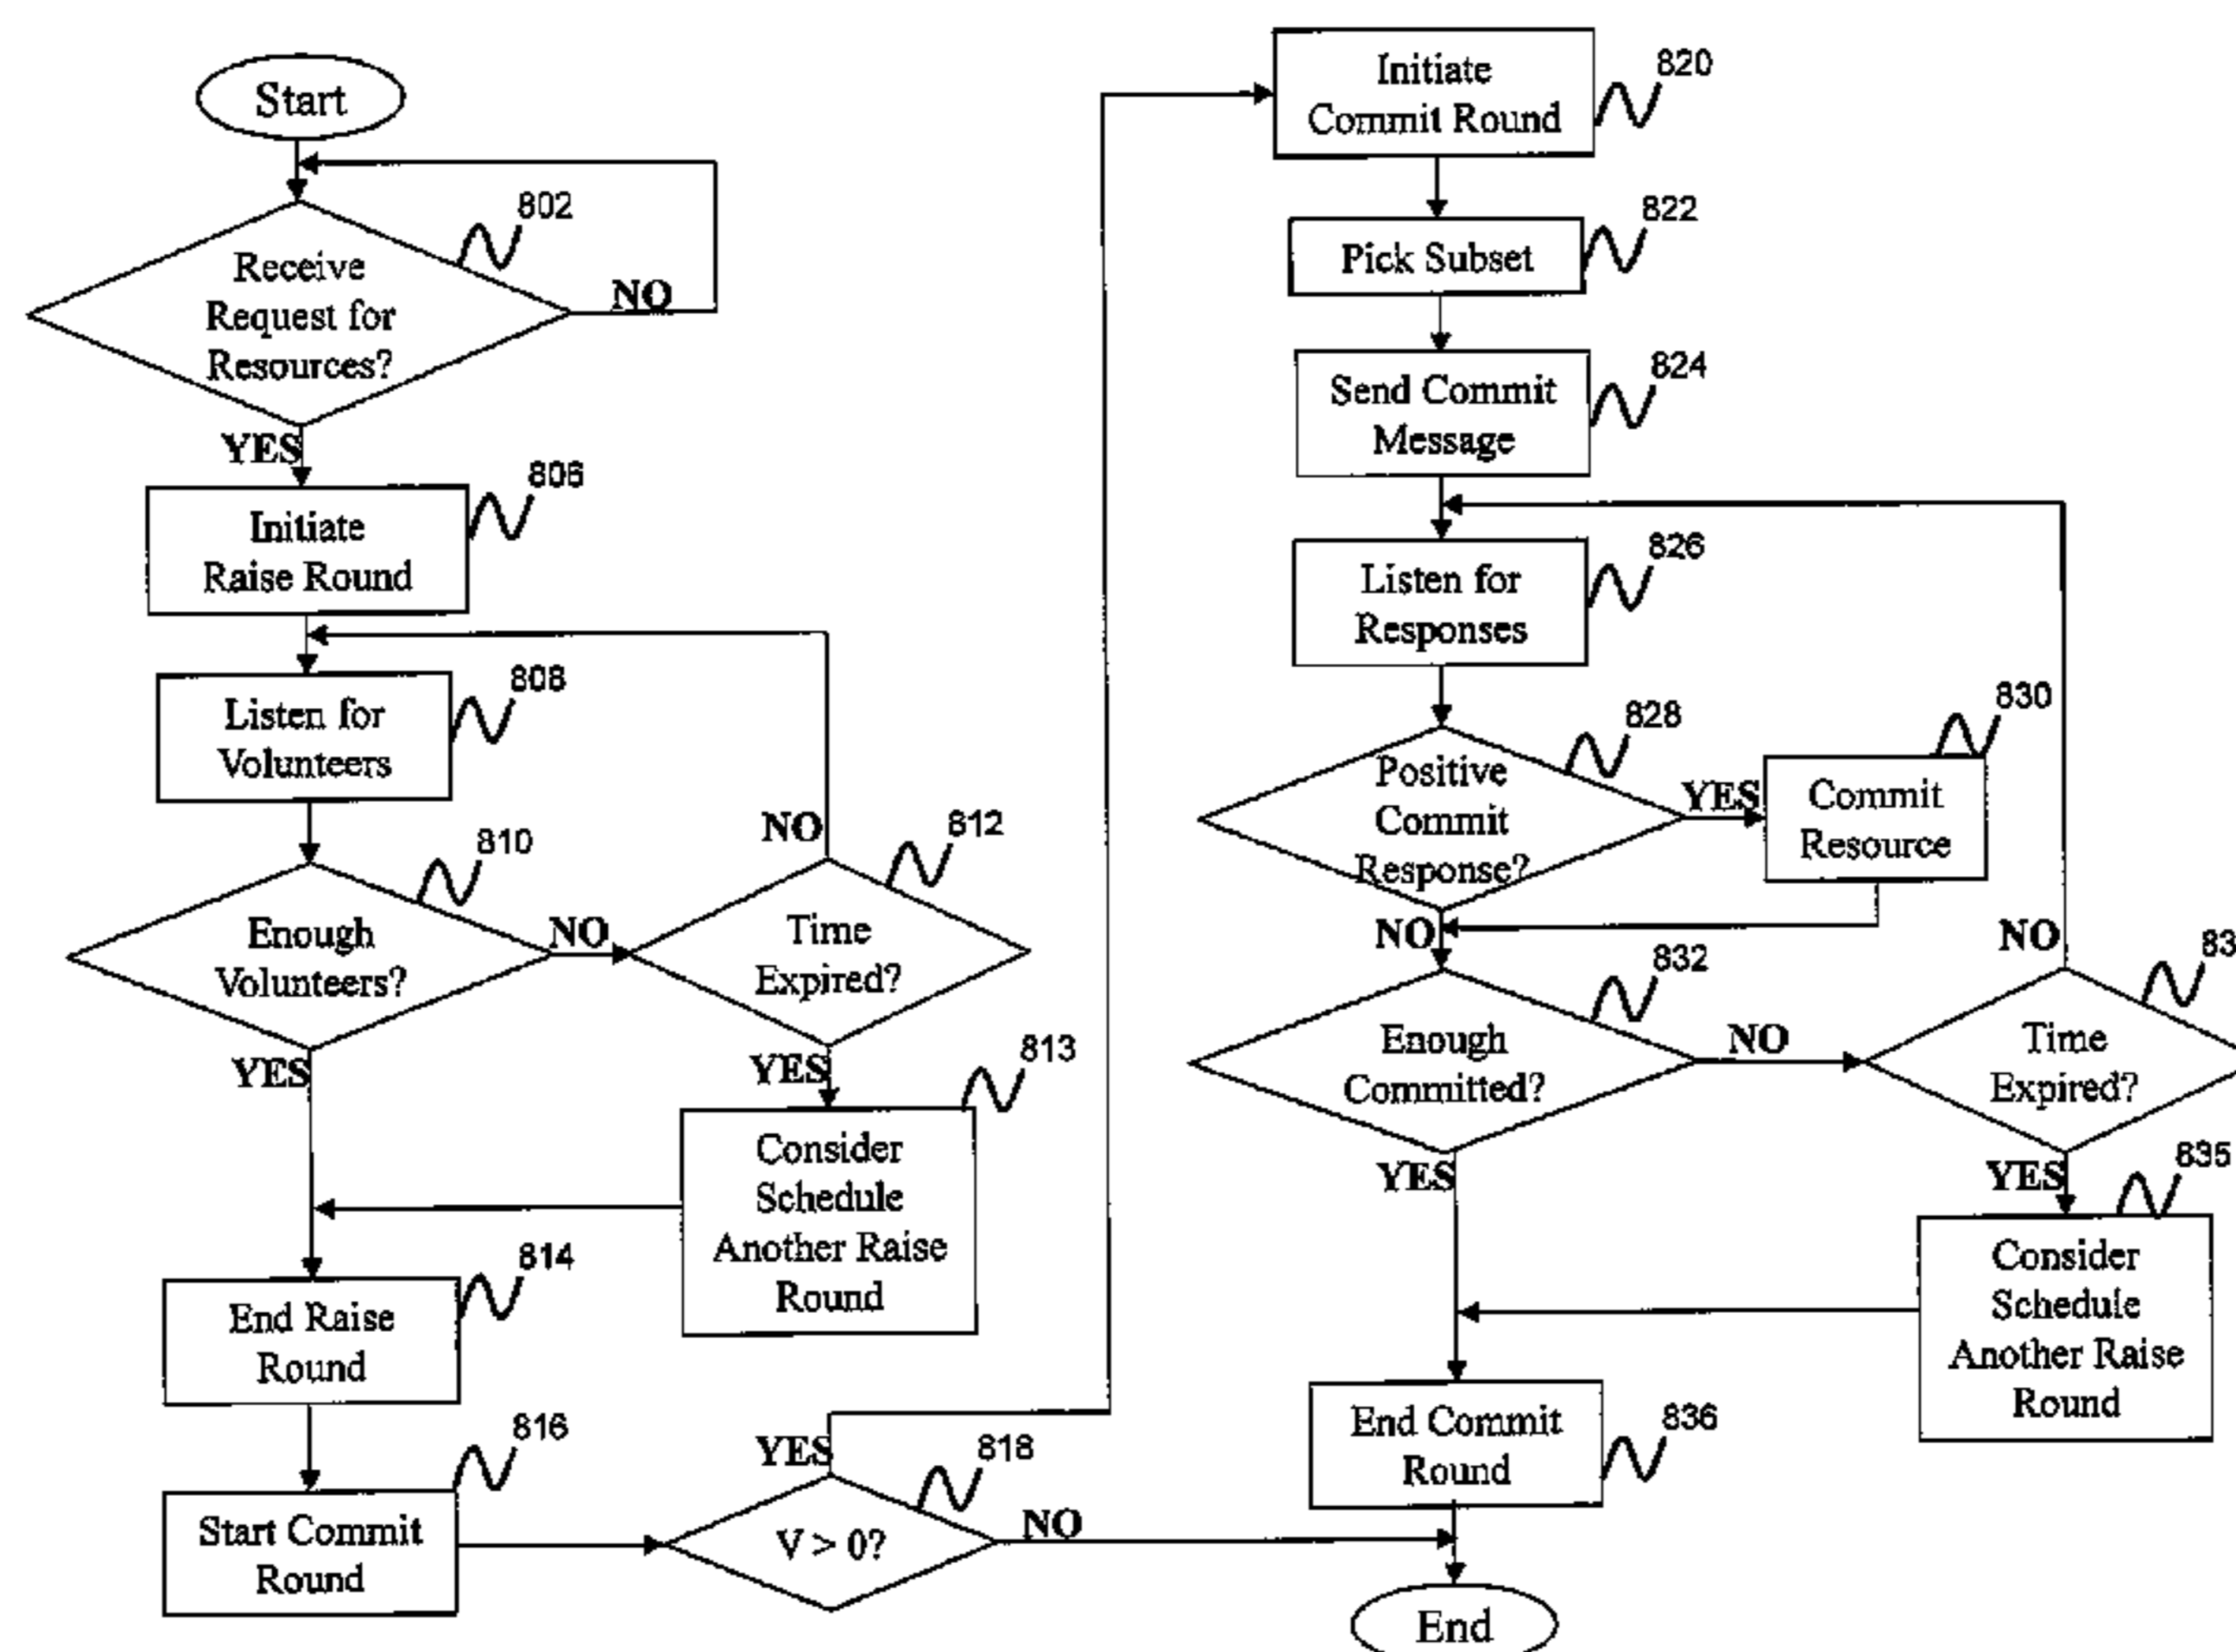 Start
802
Receive
Request for
Resources?
NO
YES
806
Initiate
Raise Round
808
Listen for
Volunteers
810
Enough
Volunteers?
NO
812
NO
Time
Expired?
YES
YES
813
Consider
Schedule
Another Raise
Round
814
End Raise
Round
816
Start Commit
Round
818
YES
V > 0?
NO
820
Initiate
Commit Round
822
Pick Subset
824
Send Commit
Message
826
Listen for
Responses
828
Positive
Commit
Response?
YES
830
Commit
Resource
NO
832
Enough
Committed?
NO
NO
Time
Expired?
YES
YES
835
Consider
Schedule
Another Raise
Round
End Commit
Round
836
End